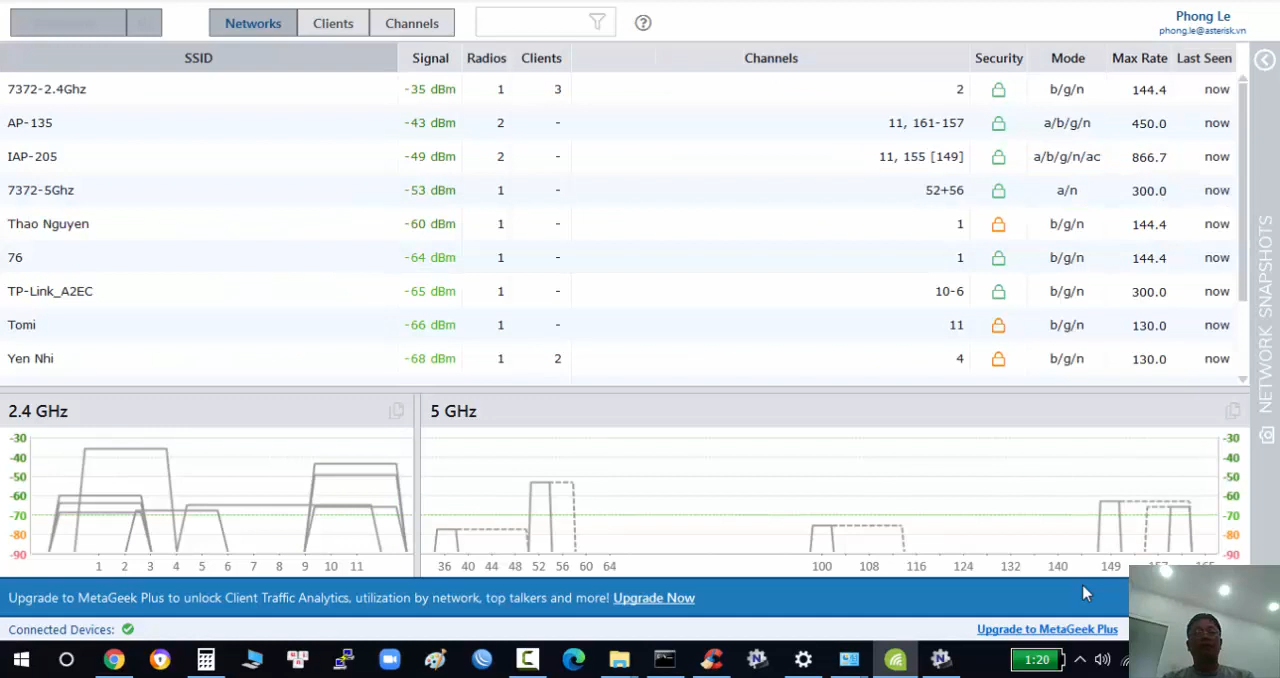 Networks Clients Channels
Phong Le
phong.le@asterisk.vn
SSID Signal Radios Clients Channels Security Mode Max Rate Last Seen
7372-2.4Ghz -35 dBm 1 3 2 b/g/n 144.4 now
AP-135 -43 dBm 2 - 11, 161-157 a/b/g/n 450.0 now
IAP-205 -49 dBm 2 - 11, 155 [149] a/b/g/n/ac 866.7 now
7372-5Ghz -53 dBm 1 - 52+56 a/n 300.0 now
Thao Nguyen -60 dBm 1 - 1 b/g/n 144.4 now
76 -64 dBm 1 - 1 b/g/n 144.4 now
TP-Link_A2EC -65 dBm 1 - 10-6 b/g/n 300.0 now
Tomi -66 dBm 1 - 11 b/g/n 130.0 now
Yen Nhi -68 dBm 1 2 4 b/g/n 130.0 now
NETWORK SNAPSHOTS
2.4 GHz 5 GHz
-30 -30
-40 -40
-50 -50
-60 -60
-70 -70
-80 -80
-90 -90
1 2 3 4 5 6 7 8 9 10 11 36 40 44 48 52 56 60 64 100 108 116 124 132 140 149 157 165
Upgrade to MetaGeek Plus to unlock Client Traffic Analytics, utilization by network, top talkers and more! Upgrade Now
Connected Devices: Upgrade to MetaGeek Plus
1:20